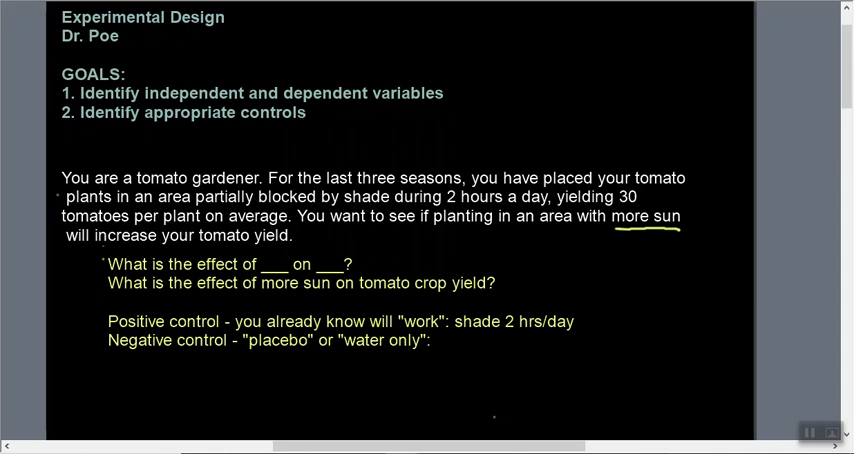 Experimental Design
Dr. Poe
GOALS:
1. Identify independent and dependent variables
2. Identify appropriate controls
You are a tomato gardener. For the last three seasons, you have placed your tomato
plants in an area partially blocked by shade during 2 hours a day, yielding 30
tomatoes per plant on average. You want to see if planting in an area with more sun
will increase your tomato yield.
What is the effect of ___ on ___?
What is the effect of more sun on tomato crop yield?
Positive control - you already know will "work": shade 2 hrs/day
Negative control - "placebo" or "water only":